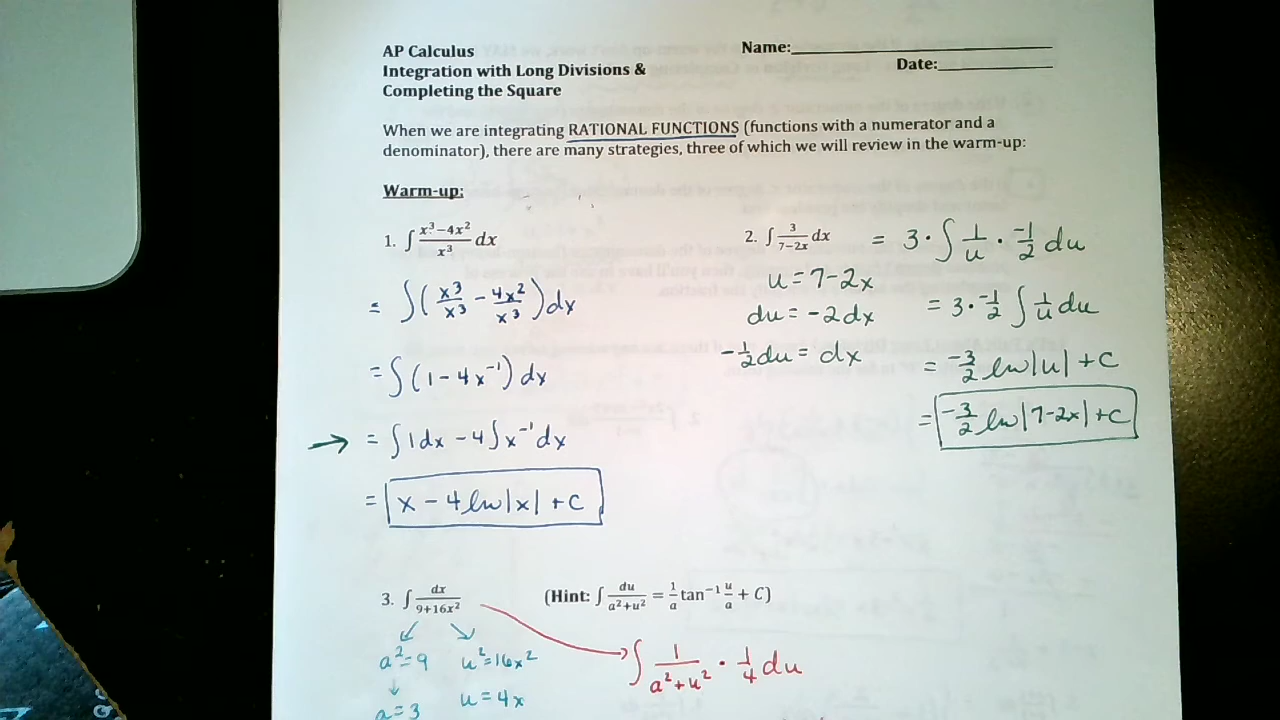 AP Calculus
Name:
Integration with Long Divisions &
Date:
Completing the Square
When we are integrating RATIONAL FUNCTIONS (functions with a numerator and a
denominator), there are many strategies, three of which we will review in the warm-up:
Warm-up:
1. ∫ (x³−4x²)/x³ dx
= ∫ (x³/x³ − 4x²/x³) dx
= ∫ (1 − 4x⁻¹) dx
→ = ∫ 1dx − 4∫ x⁻¹dx
= x − 4 ln|x| + C
2. ∫ 3/(7−2x) dx = 3 · ∫ 1/u · −1/2 du
u = 7−2x
du = −2dx
−1/2 du = dx
= 3 · −1/2 ∫ 1/u du
= −3/2 ln|u| + C
= −3/2 ln|7−2x| + C
3. ∫ dx/(9+16x²)
(Hint: ∫ du/(a²+u²) = 1/a tan⁻¹ u/a + C)
a² = 9
u² = 16x²
a = 3
u = 4x
∫ 1/(a²+u²) · 1/4 du